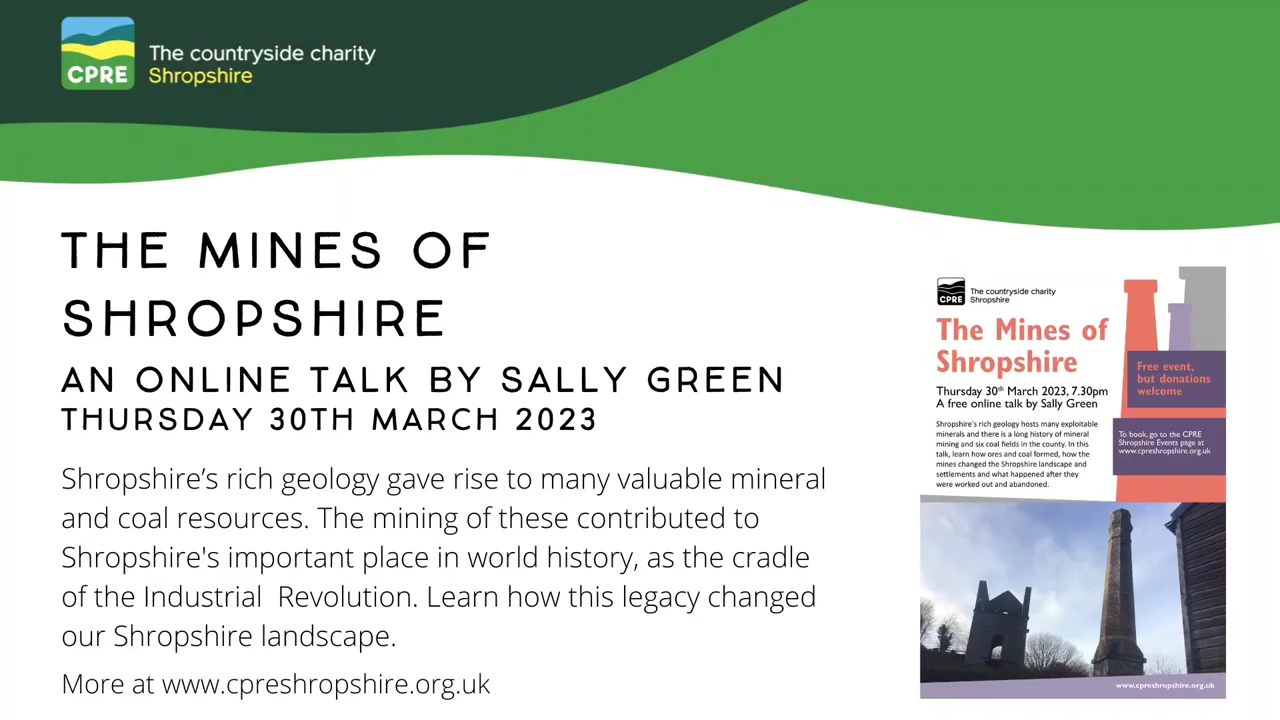 The countryside charity
CPRE
Shropshire
THE MINES OF
SHROPSHIRE
AN ONLINE TALK BY SALLY GREEN
THURSDAY 30TH MARCH 2023
Shropshire’s rich geology gave rise to many valuable mineral
and coal resources. The mining of these contributed to
Shropshire's important place in world history, as the cradle
of the Industrial  Revolution. Learn how this legacy changed
our Shropshire landscape.
More at www.cpreshropshire.org.uk
CPRE
The countryside charity
Shropshire
The Mines of
Shropshire
Thursday 30th March 2023, 7.30pm
A free online talk by Sally Green
Shropshire's rich geology hosts many exploitable
minerals and there is a long history of mineral
mining and six coal fields in the county. In this
talk, learn how ores and coal formed, how the
mines changed the Shropshire landscape and
settlements and what happened after they
were worked out and abandoned.
Free event,
but donations
welcome
To book, go to the CPRE
Shropshire Events page at
www.cpreshropshire.org.uk
www.cpreshropshire.org.uk